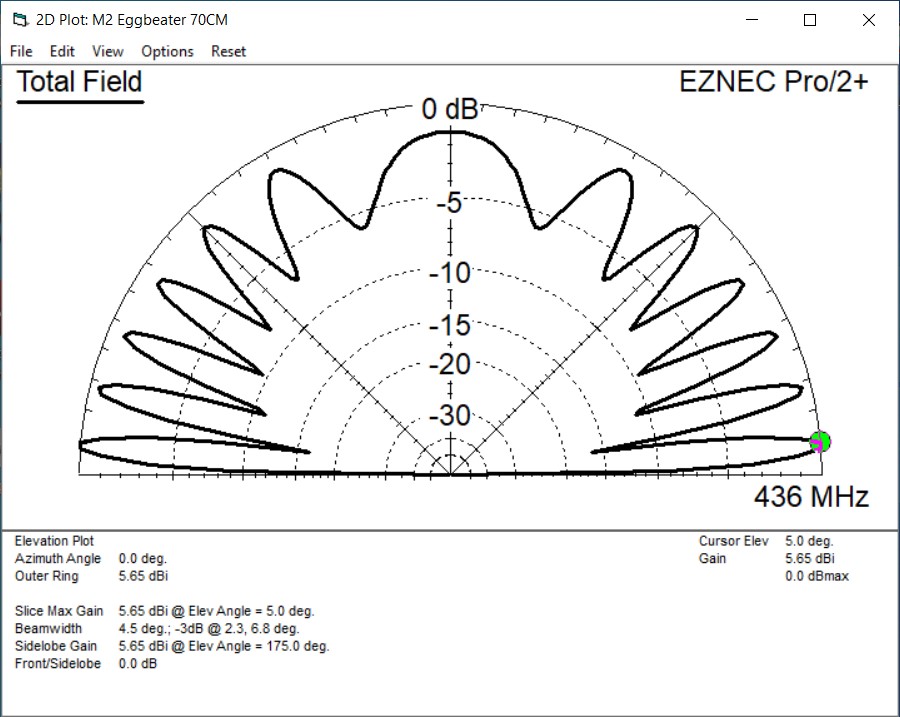 2D Plot: M2 Eggbeater 70CM
File Edit View Options Reset
Total Field
EZNEC Pro/2+
0 dB
-5
-10
-15
-20
-30
436 MHz
Elevation Plot
Azimuth Angle 0.0 deg.
Outer Ring 5.65 dBi
Slice Max Gain 5.65 dBi @ Elev Angle = 5.0 deg.
Beamwidth 4.5 deg.; -3dB @ 2.3, 6.8 deg.
Sidelobe Gain 5.65 dBi @ Elev Angle = 175.0 deg.
Front/Sidelobe 0.0 dB
Cursor Elev 5.0 deg.
Gain 5.65 dBi
0.0 dBmax